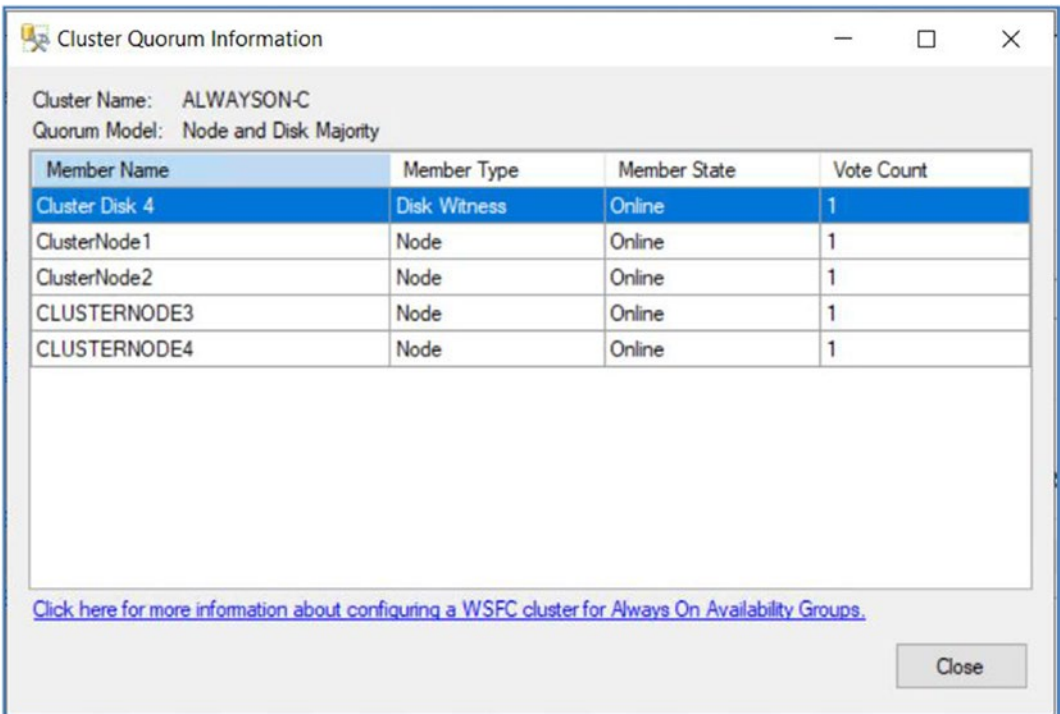 Cluster Quorum Information
Cluster Name: ALWAYSON-C
Quorum Model: Node and Disk Majority
Member Name Member Type Member State Vote Count
Cluster Disk 4 Disk Witness Online 1
ClusterNode1 Node Online 1
ClusterNode2 Node Online 1
CLUSTERNODE3 Node Online 1
CLUSTERNODE4 Node Online 1
Click here for more information about configuring a WSFC cluster for Always On Availability Groups.
Close